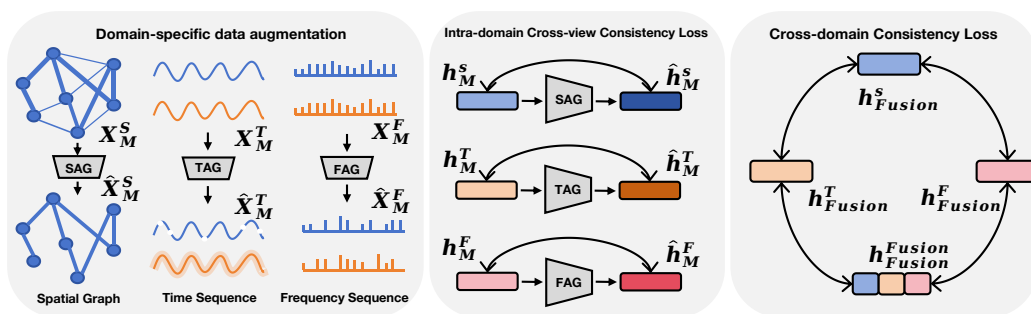 Domain-specific data augmentation
X_M^S
SAG
X̂_M^S
Spatial Graph
X_M^T
TAG
X̂_M^T
Time Sequence
X_M^F
FAG
X̂_M^F
Frequency Sequence
Intra-domain Cross-view Consistency Loss
h_M^s
SAG
ĥ_M^s
h_M^T
TAG
ĥ_M^T
h_M^F
FAG
ĥ_M^F
Cross-domain Consistency Loss
h_Fusion^s
h_Fusion^T
h_Fusion^F
h_Fusion^Fusion